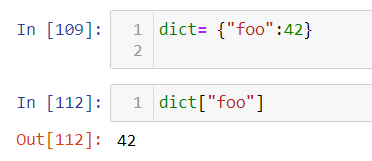 In [109]: 1 dict= {"foo":42}
2
In [112]: 1 dict["foo"]
Out[112]: 42